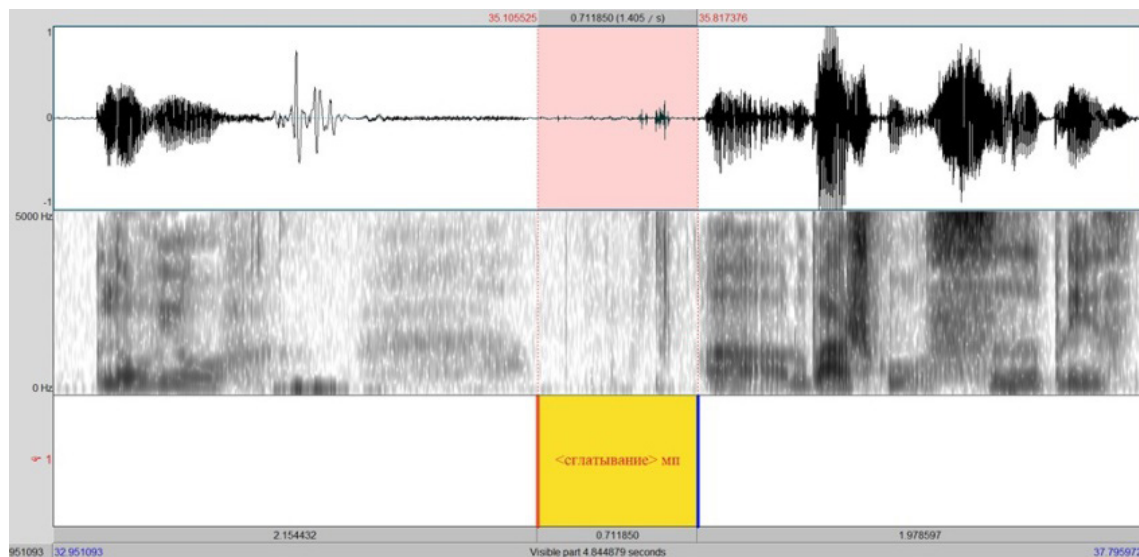 35.105525 0.711850 (1.405 / s) 35.817376
1
0
-1
5000 Hz
0 Hz
1
<сглатывание> мп
2.154432 0.711850 1.978597
951093 32.951093 Visible part 4.844879 seconds 37.795972